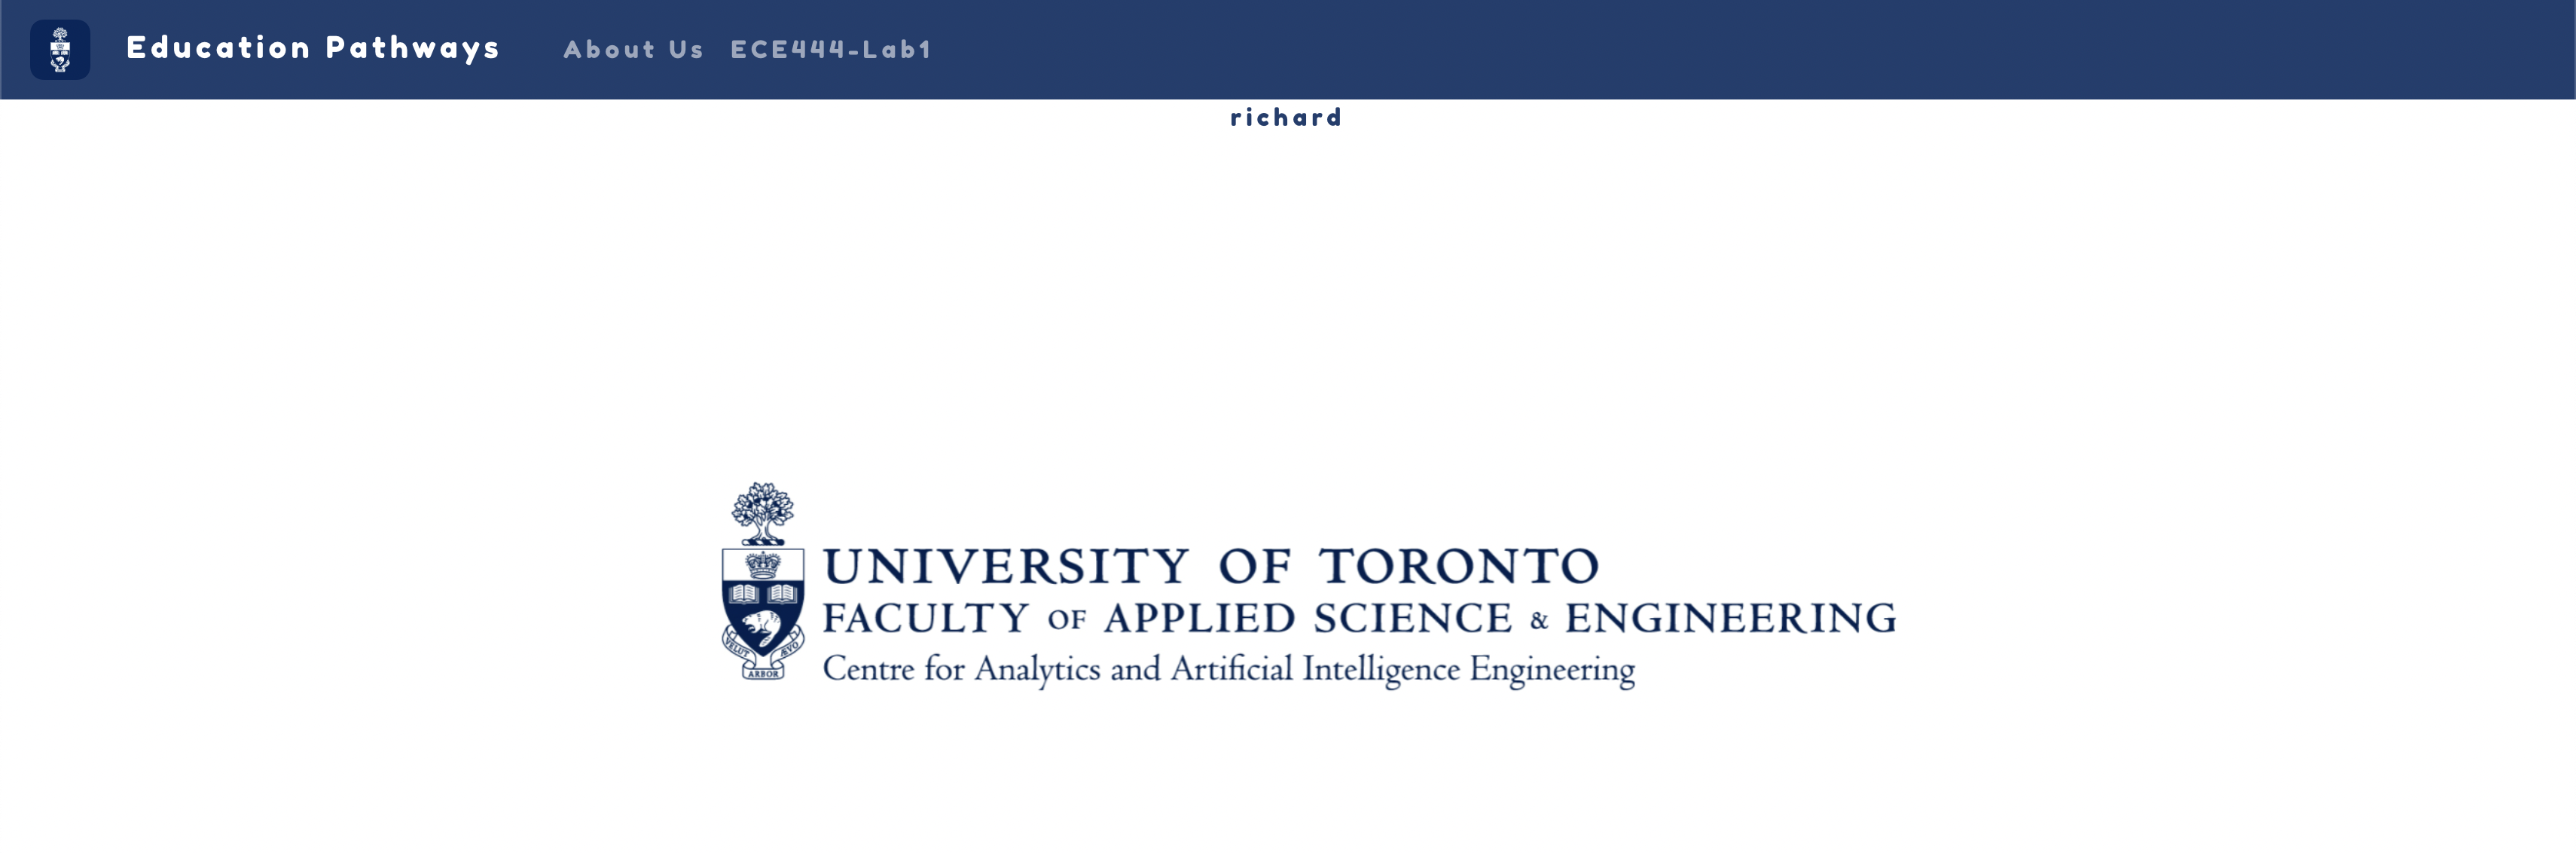 Education Pathways About Us ECE444-Lab1
richard
UNIVERSITY OF TORONTO
FACULTY OF APPLIED SCIENCE & ENGINEERING
Centre for Analytics and Artificial Intelligence Engineering
VELUT ARBOR ÆVO